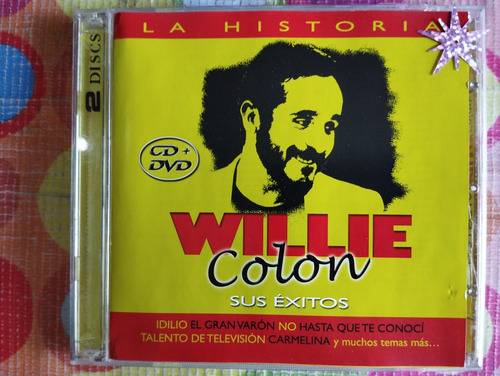 LA HISTORIA
2 DISCS
CD +
DVD
WILLIE
Colon
SUS ÉXITOS
IDILIO EL GRAN VARÓN NO HASTA QUE TE CONOCÍ
TALENTO DE TELEVISIÓN CARMELINA y muchos temas más...